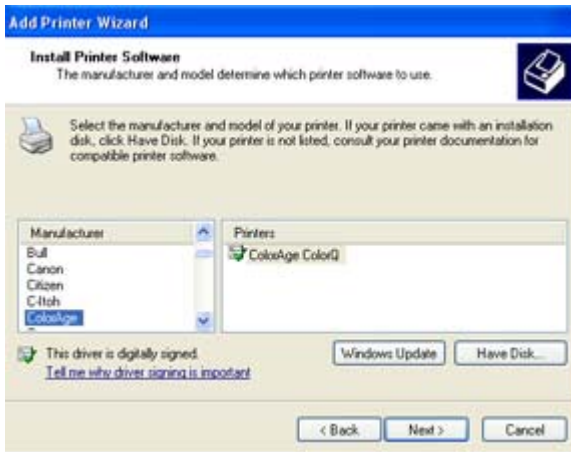 Add Printer Wizard
Install Printer Software
The manufacturer and model determine which printer software to use.
Select the manufacturer and model of your printer. If your printer came with an installation
disk, click Have Disk. If your printer is not listed, consult your printer documentation for
compatible printer software.
Manufacturer
Bull
Canon
Citizen
C-Itoh
ColorAge
Printers
ColorAge ColorQ
This driver is digitally signed.
Tell me why driver signing is important
Windows Update
Have Disk...
< Back
Next >
Cancel